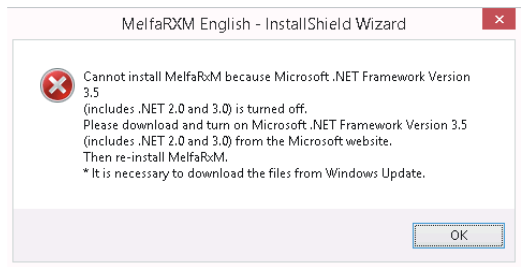 MelfaRXM English - InstallShield Wizard
Cannot install MelfaRxM because Microsoft .NET Framework Version
3.5
(includes .NET 2.0 and 3.0) is turned off.
Please download and turn on Microsoft .NET Framework Version 3.5
(includes .NET 2.0 and 3.0) from the Microsoft website.
Then re-install MelfaRxM.
* It is necessary to download the files from Windows Update.
OK